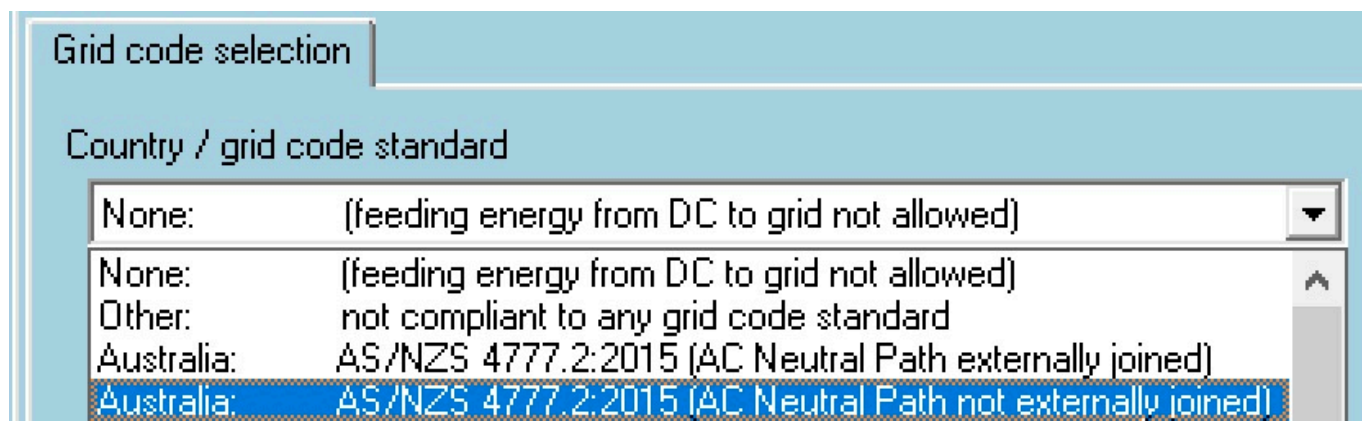 Grid code selection
Country / grid code standard
None: (feeding energy from DC to grid not allowed)
None: (feeding energy from DC to grid not allowed)
Other: not compliant to any grid code standard
Australia: AS/NZS 4777.2:2015 (AC Neutral Path externally joined)
Australia: AS/NZS 4777.2:2015 (AC Neutral Path not externally joined)